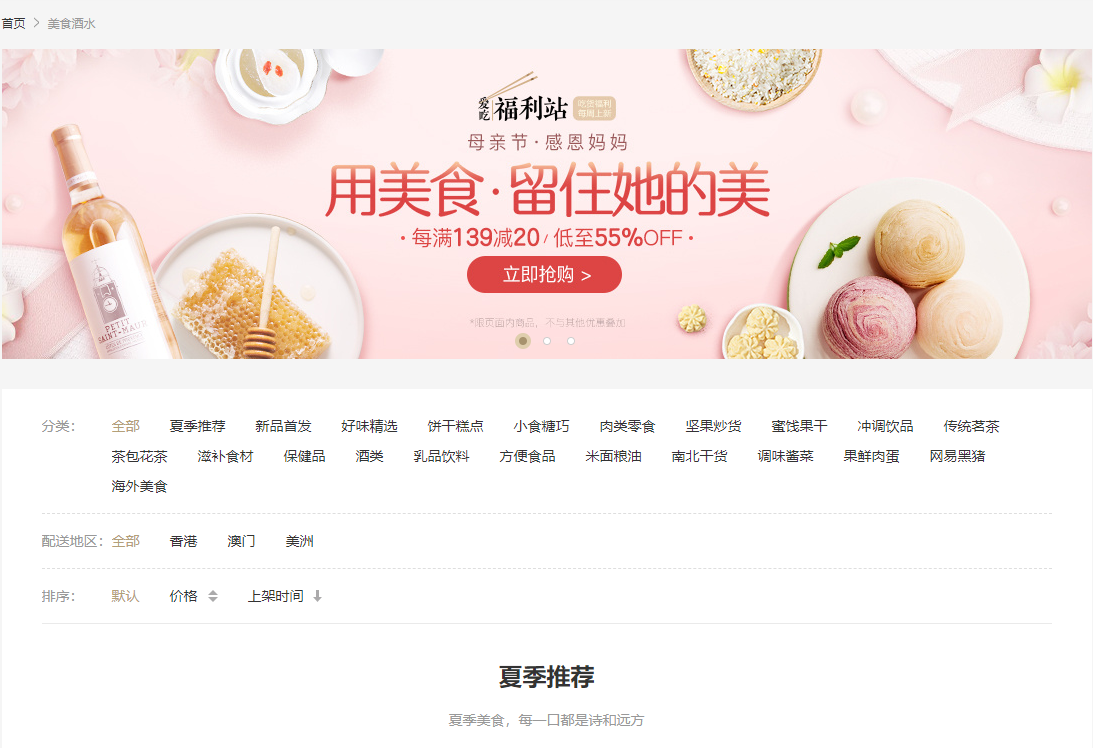 首页 > 美食酒水
爱吃 福利站 吃货福利 每周上新
母亲节·感恩妈妈
用美食·留住她的美
·每满139减20 / 低至55%OFF·
立即抢购 >
*限页面内商品，不与其他优惠叠加
PETIT
SAINT-MAUR
分类： 全部 夏季推荐 新品首发 好味精选 饼干糕点 小食糖巧 肉类零食 坚果炒货 蜜饯果干 冲调饮品 传统茗茶
茶包花茶 滋补食材 保健品 酒类 乳品饮料 方便食品 米面粮油 南北干货 调味酱菜 果鲜肉蛋 网易黑猪
海外美食
配送地区： 全部 香港 澳门 美洲
排序： 默认 价格 上架时间
夏季推荐
夏季美食，每一口都是诗和远方